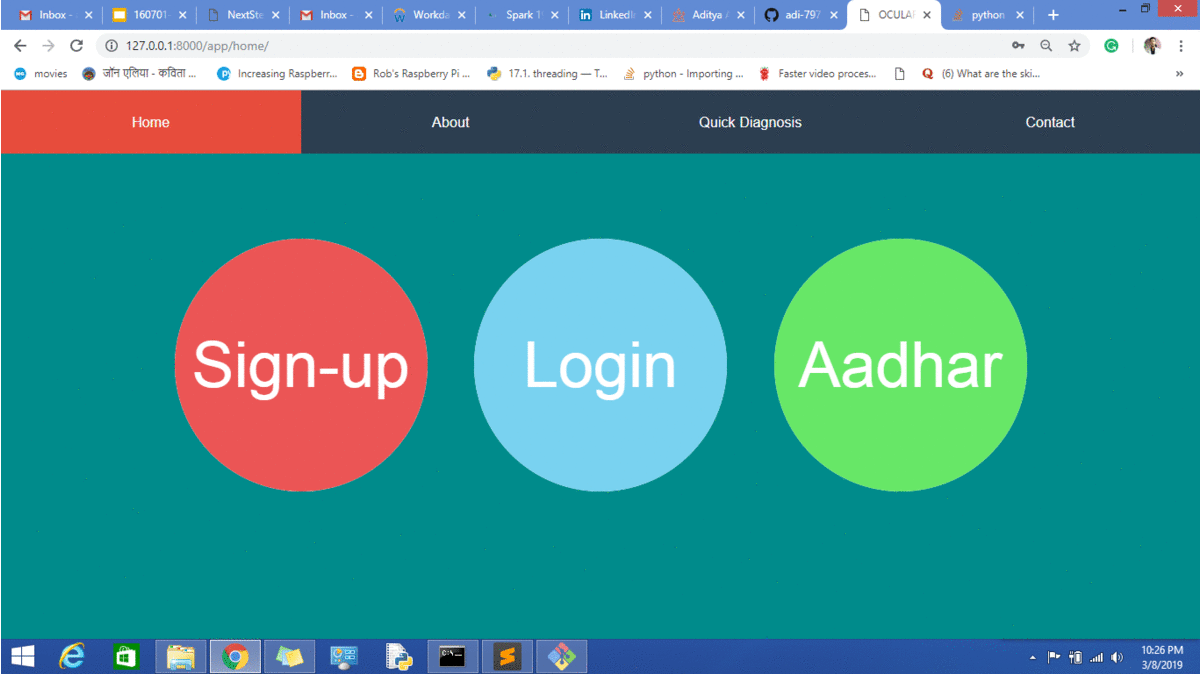 Inbox - 160701- NextSte Inbox - Workda Spark 1 LinkedIn Aditya adi-797 OCULA python
127.0.0.1:8000/app/home/
movies जॉन एलिया - कविता ... Increasing Raspberr... Rob's Raspberry Pi ... 17.1. threading — T... python - Importing ... Faster video proces... (6) What are the ski...
Home About Quick Diagnosis Contact
Sign-up Login Aadhar
10:26 PM
3/8/2019